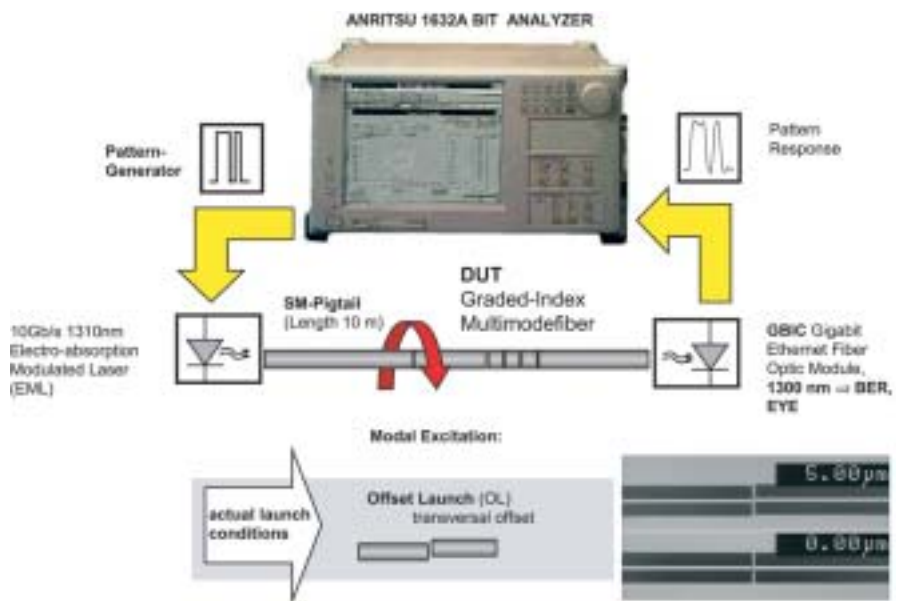 ANRITSU 1632A BIT ANALYZER
Pattern-
Generator
Pattern
Response
DUT
Graded-Index
Multimodefiber
SM-Pigtail
(Length 10 m)
10Gb/s 1310nm
Electro-absorption
Modulated Laser
(EML)
GBIC Gigabit
Ethernet Fiber
Optic Module,
1300 nm ⇨ BER,
EYE
Modal Excitation:
actual launch
conditions
Offset Launch (OL)
transversal offset
6.00µm
0.00µm